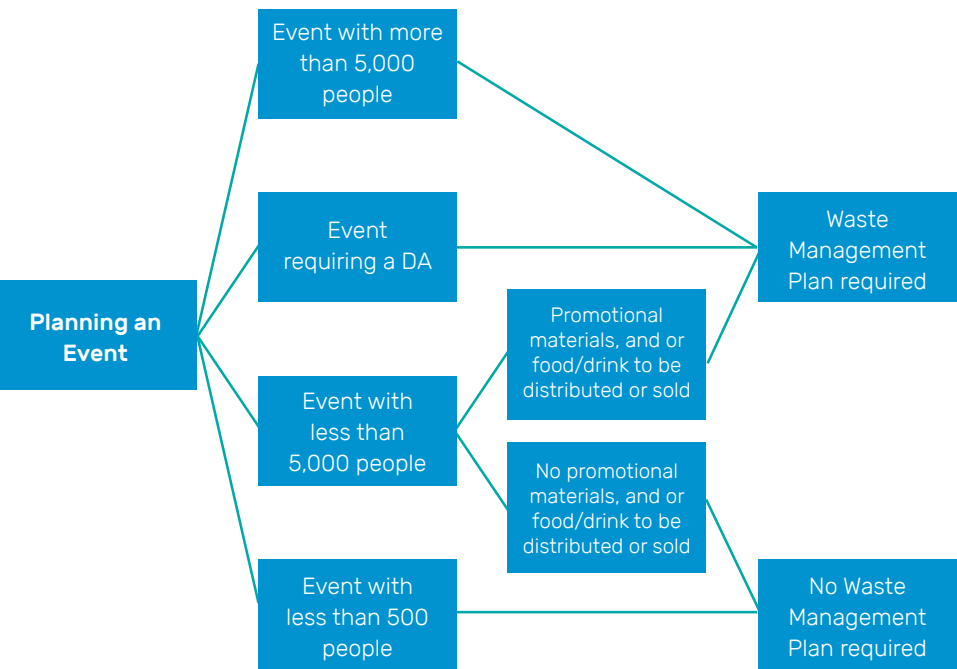 Planning an
Event
Event with more
than 5,000
people
Event
requiring a DA
Event with
less than
5,000 people
Event with
less than 500
people
Promotional
materials, and or
food/drink to be
distributed or sold
No promotional
materials, and or
food/drink to be
distributed or sold
Waste
Management
Plan required
No Waste
Management
Plan required